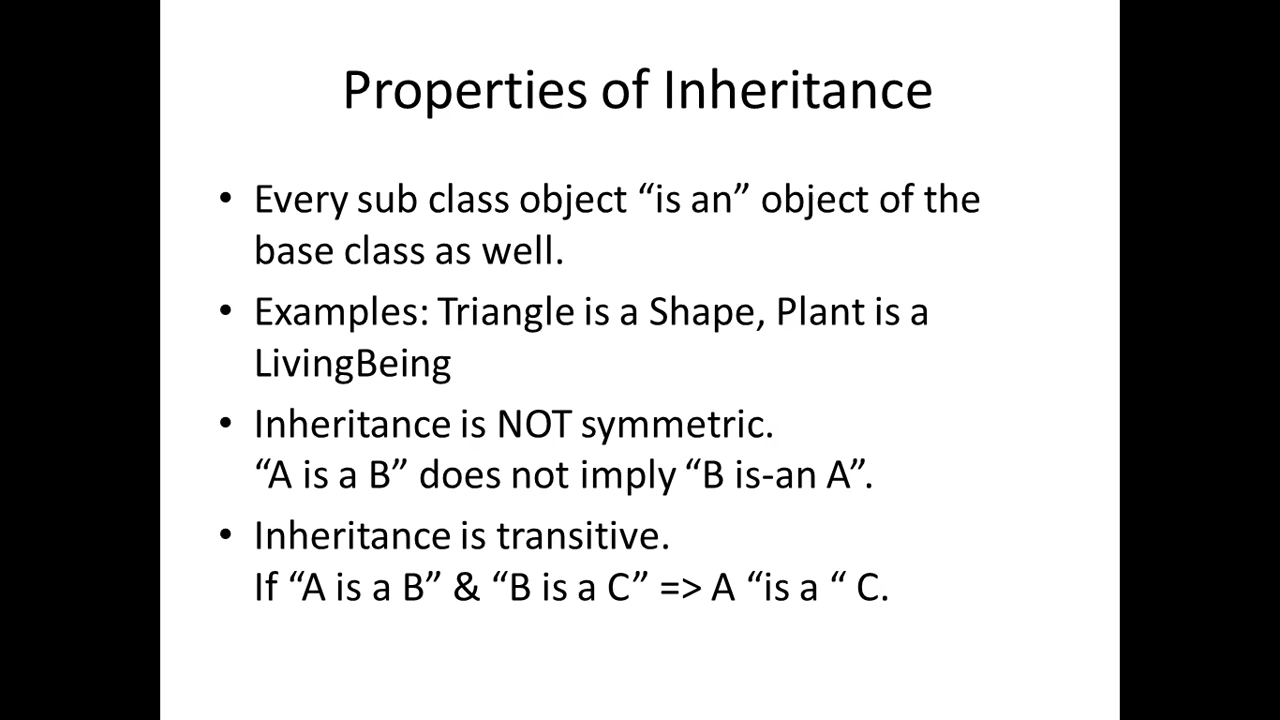 Properties of Inheritance
• Every sub class object “is an” object of the
base class as well.
• Examples: Triangle is a Shape, Plant is a
LivingBeing
• Inheritance is NOT symmetric.
“A is a B” does not imply “B is-an A”.
• Inheritance is transitive.
If “A is a B” & “B is a C” => A “is a “ C.